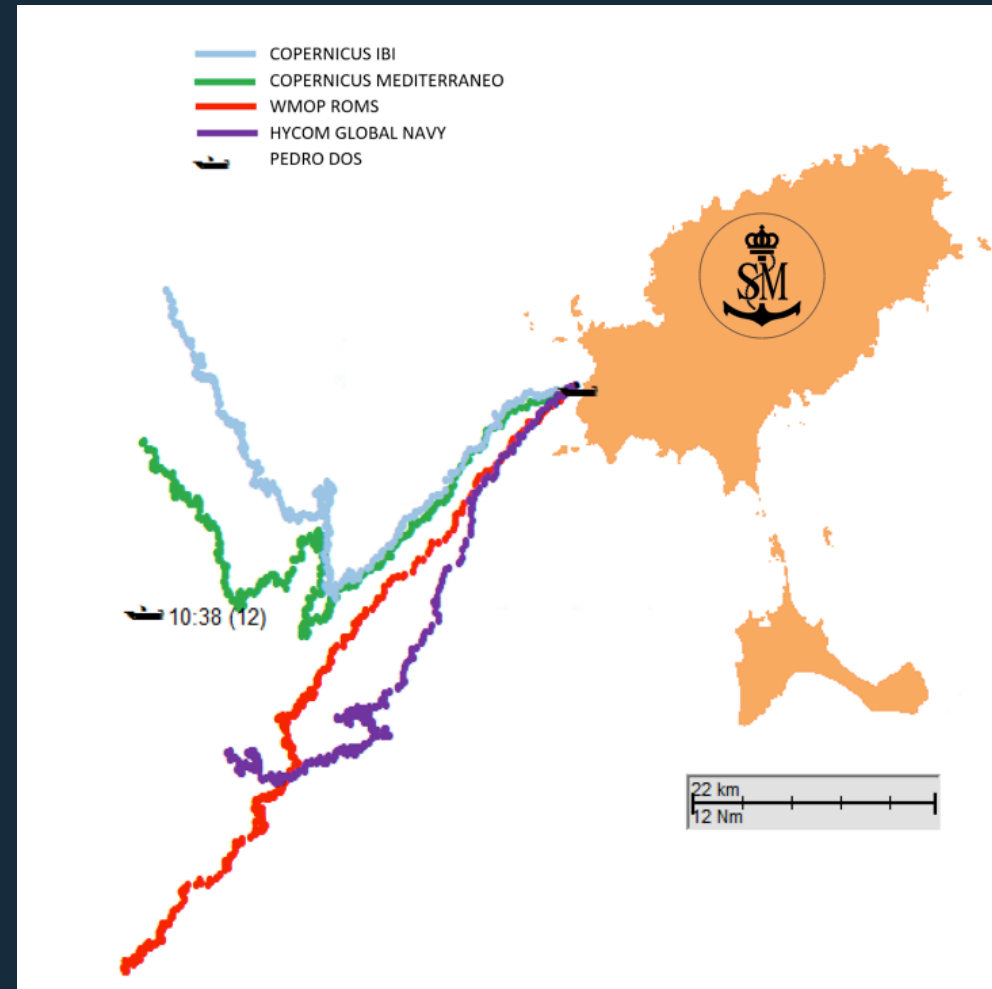 COPERNICUS IBI
COPERNICUS MEDITERRANEO
WMOP ROMS
HYCOM GLOBAL NAVY
PEDRO DOS
SM
10:38 (12)
22 km
12 Nm